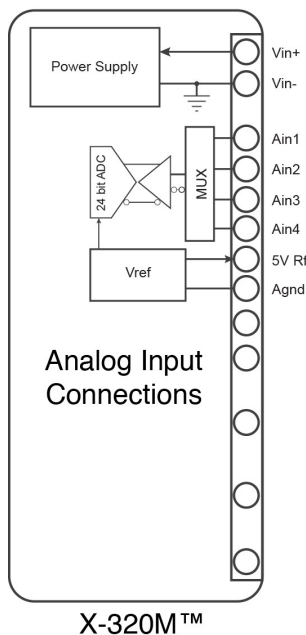 Power Supply
Vin+
Vin-
24 bit ADC
MUX
Ain1
Ain2
Ain3
Ain4
Vref
5V Rf
Agnd
Analog Input
Connections
X-320M™